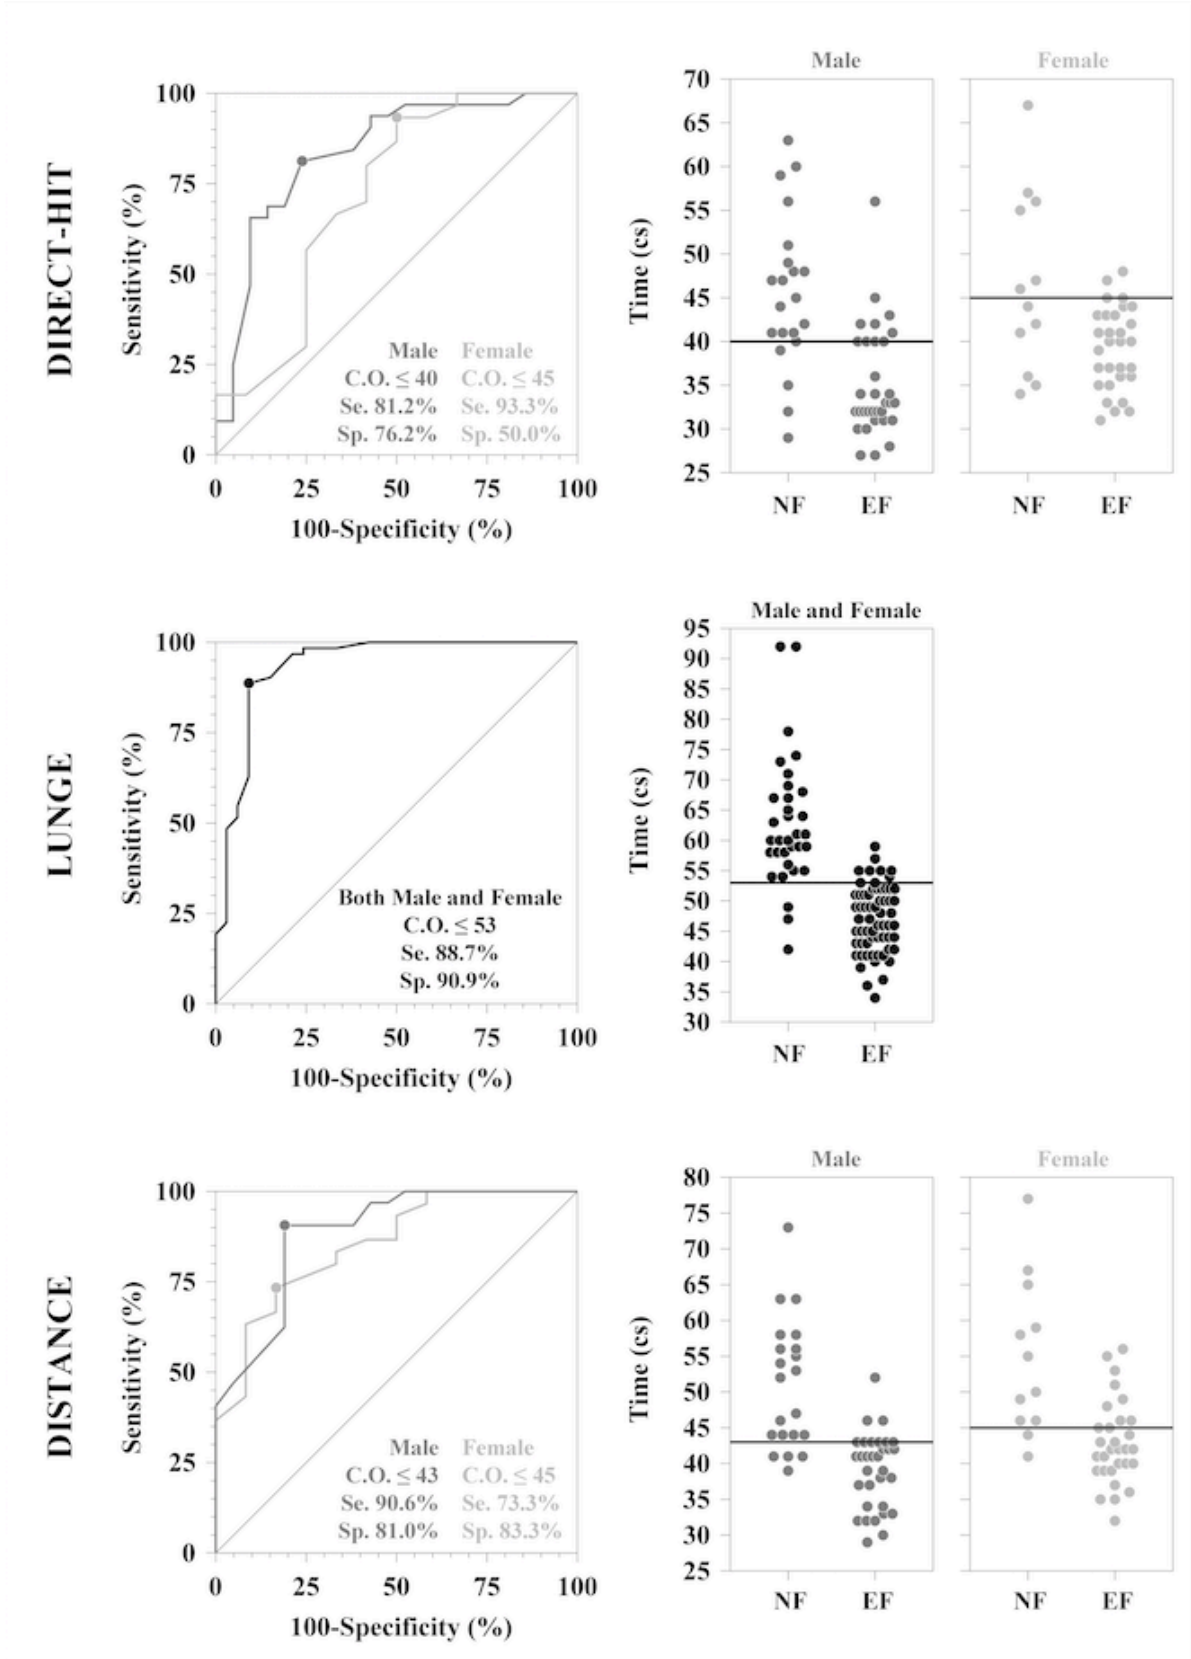 DIRECT-HIT
Sensitivity (%)
100
75
50
25
0
0 25 50 75 100
100-Specificity (%)
Male Female
C.O. ≤ 40 C.O. ≤ 45
Se. 81.2% Se. 93.3%
Sp. 76.2% Sp. 50.0%
Male Female
Time (cs)
70
65
60
55
50
45
40
35
30
25
NF EF NF EF
LUNGE
Sensitivity (%)
100
75
50
25
0
0 25 50 75 100
100-Specificity (%)
Both Male and Female
C.O. ≤ 53
Se. 88.7%
Sp. 90.9%
Male and Female
Time (cs)
95
90
85
80
75
70
65
60
55
50
45
40
35
30
NF EF
DISTANCE
Sensitivity (%)
100
75
50
25
0
0 25 50 75 100
100-Specificity (%)
Male Female
C.O. ≤ 43 C.O. ≤ 45
Se. 90.6% Se. 73.3%
Sp. 81.0% Sp. 83.3%
Male Female
Time (cs)
80
75
70
65
60
55
50
45
40
35
30
25
NF EF NF EF